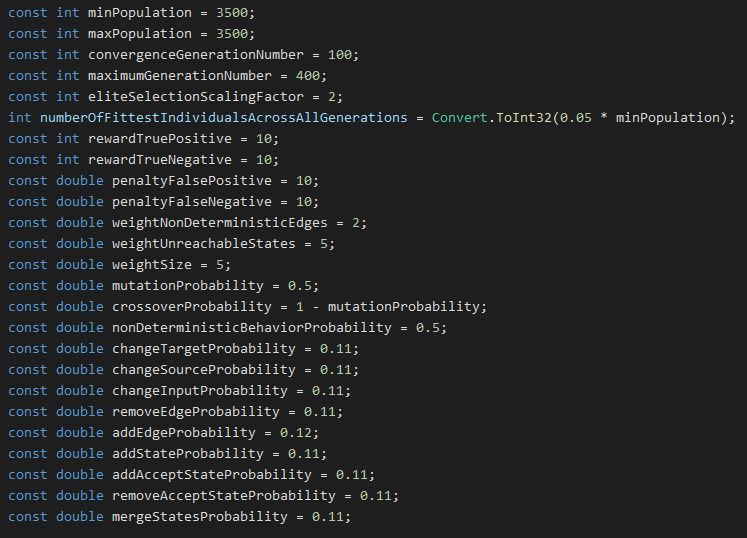 const int minPopulation = 3500;
const int maxPopulation = 3500;
const int convergenceGenerationNumber = 100;
const int maximumGenerationNumber = 400;
const int eliteSelectionScalingFactor = 2;
int numberOfFittestIndividualsAcrossAllGenerations = Convert.ToInt32(0.05 * minPopulation);
const int rewardTruePositive = 10;
const int rewardTrueNegative = 10;
const double penaltyFalsePositive = 10;
const double penaltyFalseNegative = 10;
const double weightNonDeterministicEdges = 2;
const double weightUnreachableStates = 5;
const double weightSize = 5;
const double mutationProbability = 0.5;
const double crossoverProbability = 1 - mutationProbability;
const double nonDeterministicBehaviorProbability = 0.5;
const double changeTargetProbability = 0.11;
const double changeSourceProbability = 0.11;
const double changeInputProbability = 0.11;
const double removeEdgeProbability = 0.11;
const double addEdgeProbability = 0.12;
const double addStateProbability = 0.11;
const double addAcceptStateProbability = 0.11;
const double removeAcceptStateProbability = 0.11;
const double mergeStatesProbability = 0.11;